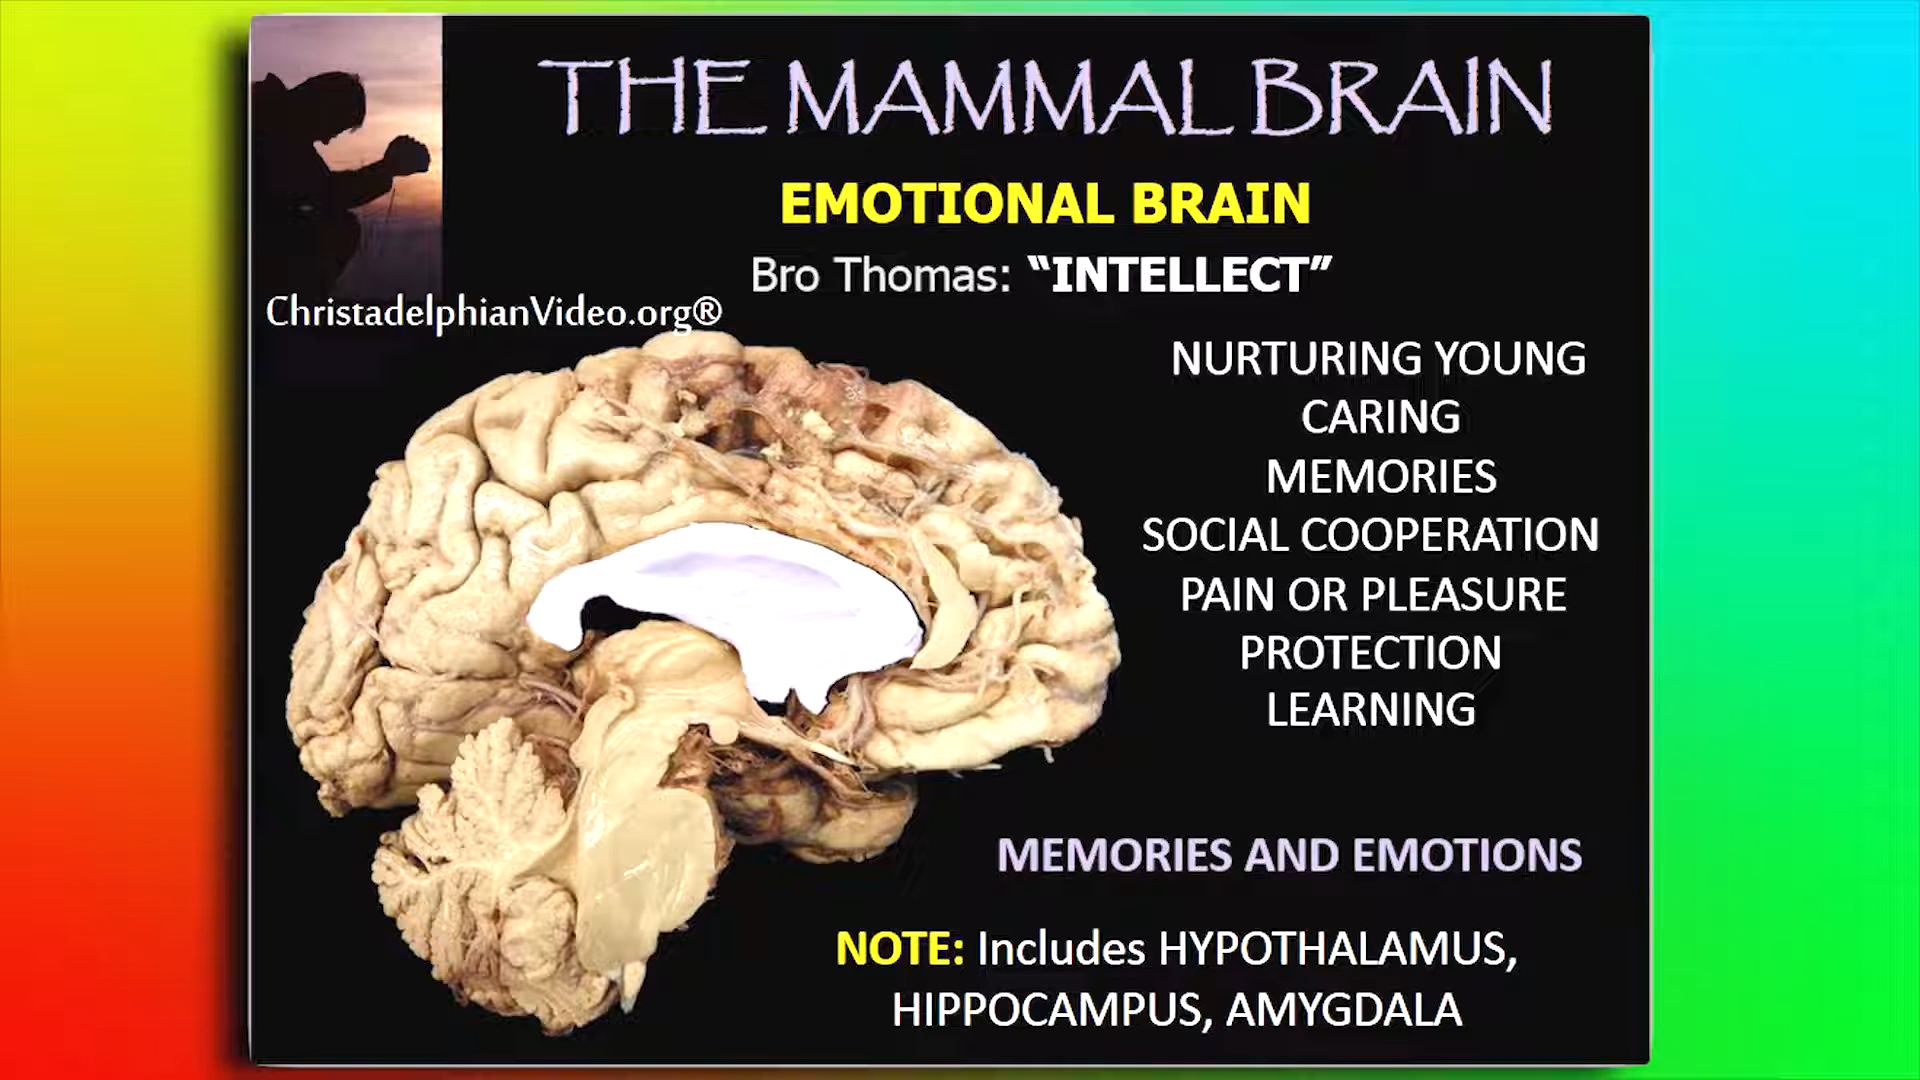 THE MAMMAL BRAIN
EMOTIONAL BRAIN
Bro Thomas: “INTELLECT”
ChristadelphianVideo.org®
NURTURING YOUNG
CARING
MEMORIES
SOCIAL COOPERATION
PAIN OR PLEASURE
PROTECTION
LEARNING
MEMORIES AND EMOTIONS
NOTE: Includes HYPOTHALAMUS,
HIPPOCAMPUS, AMYGDALA